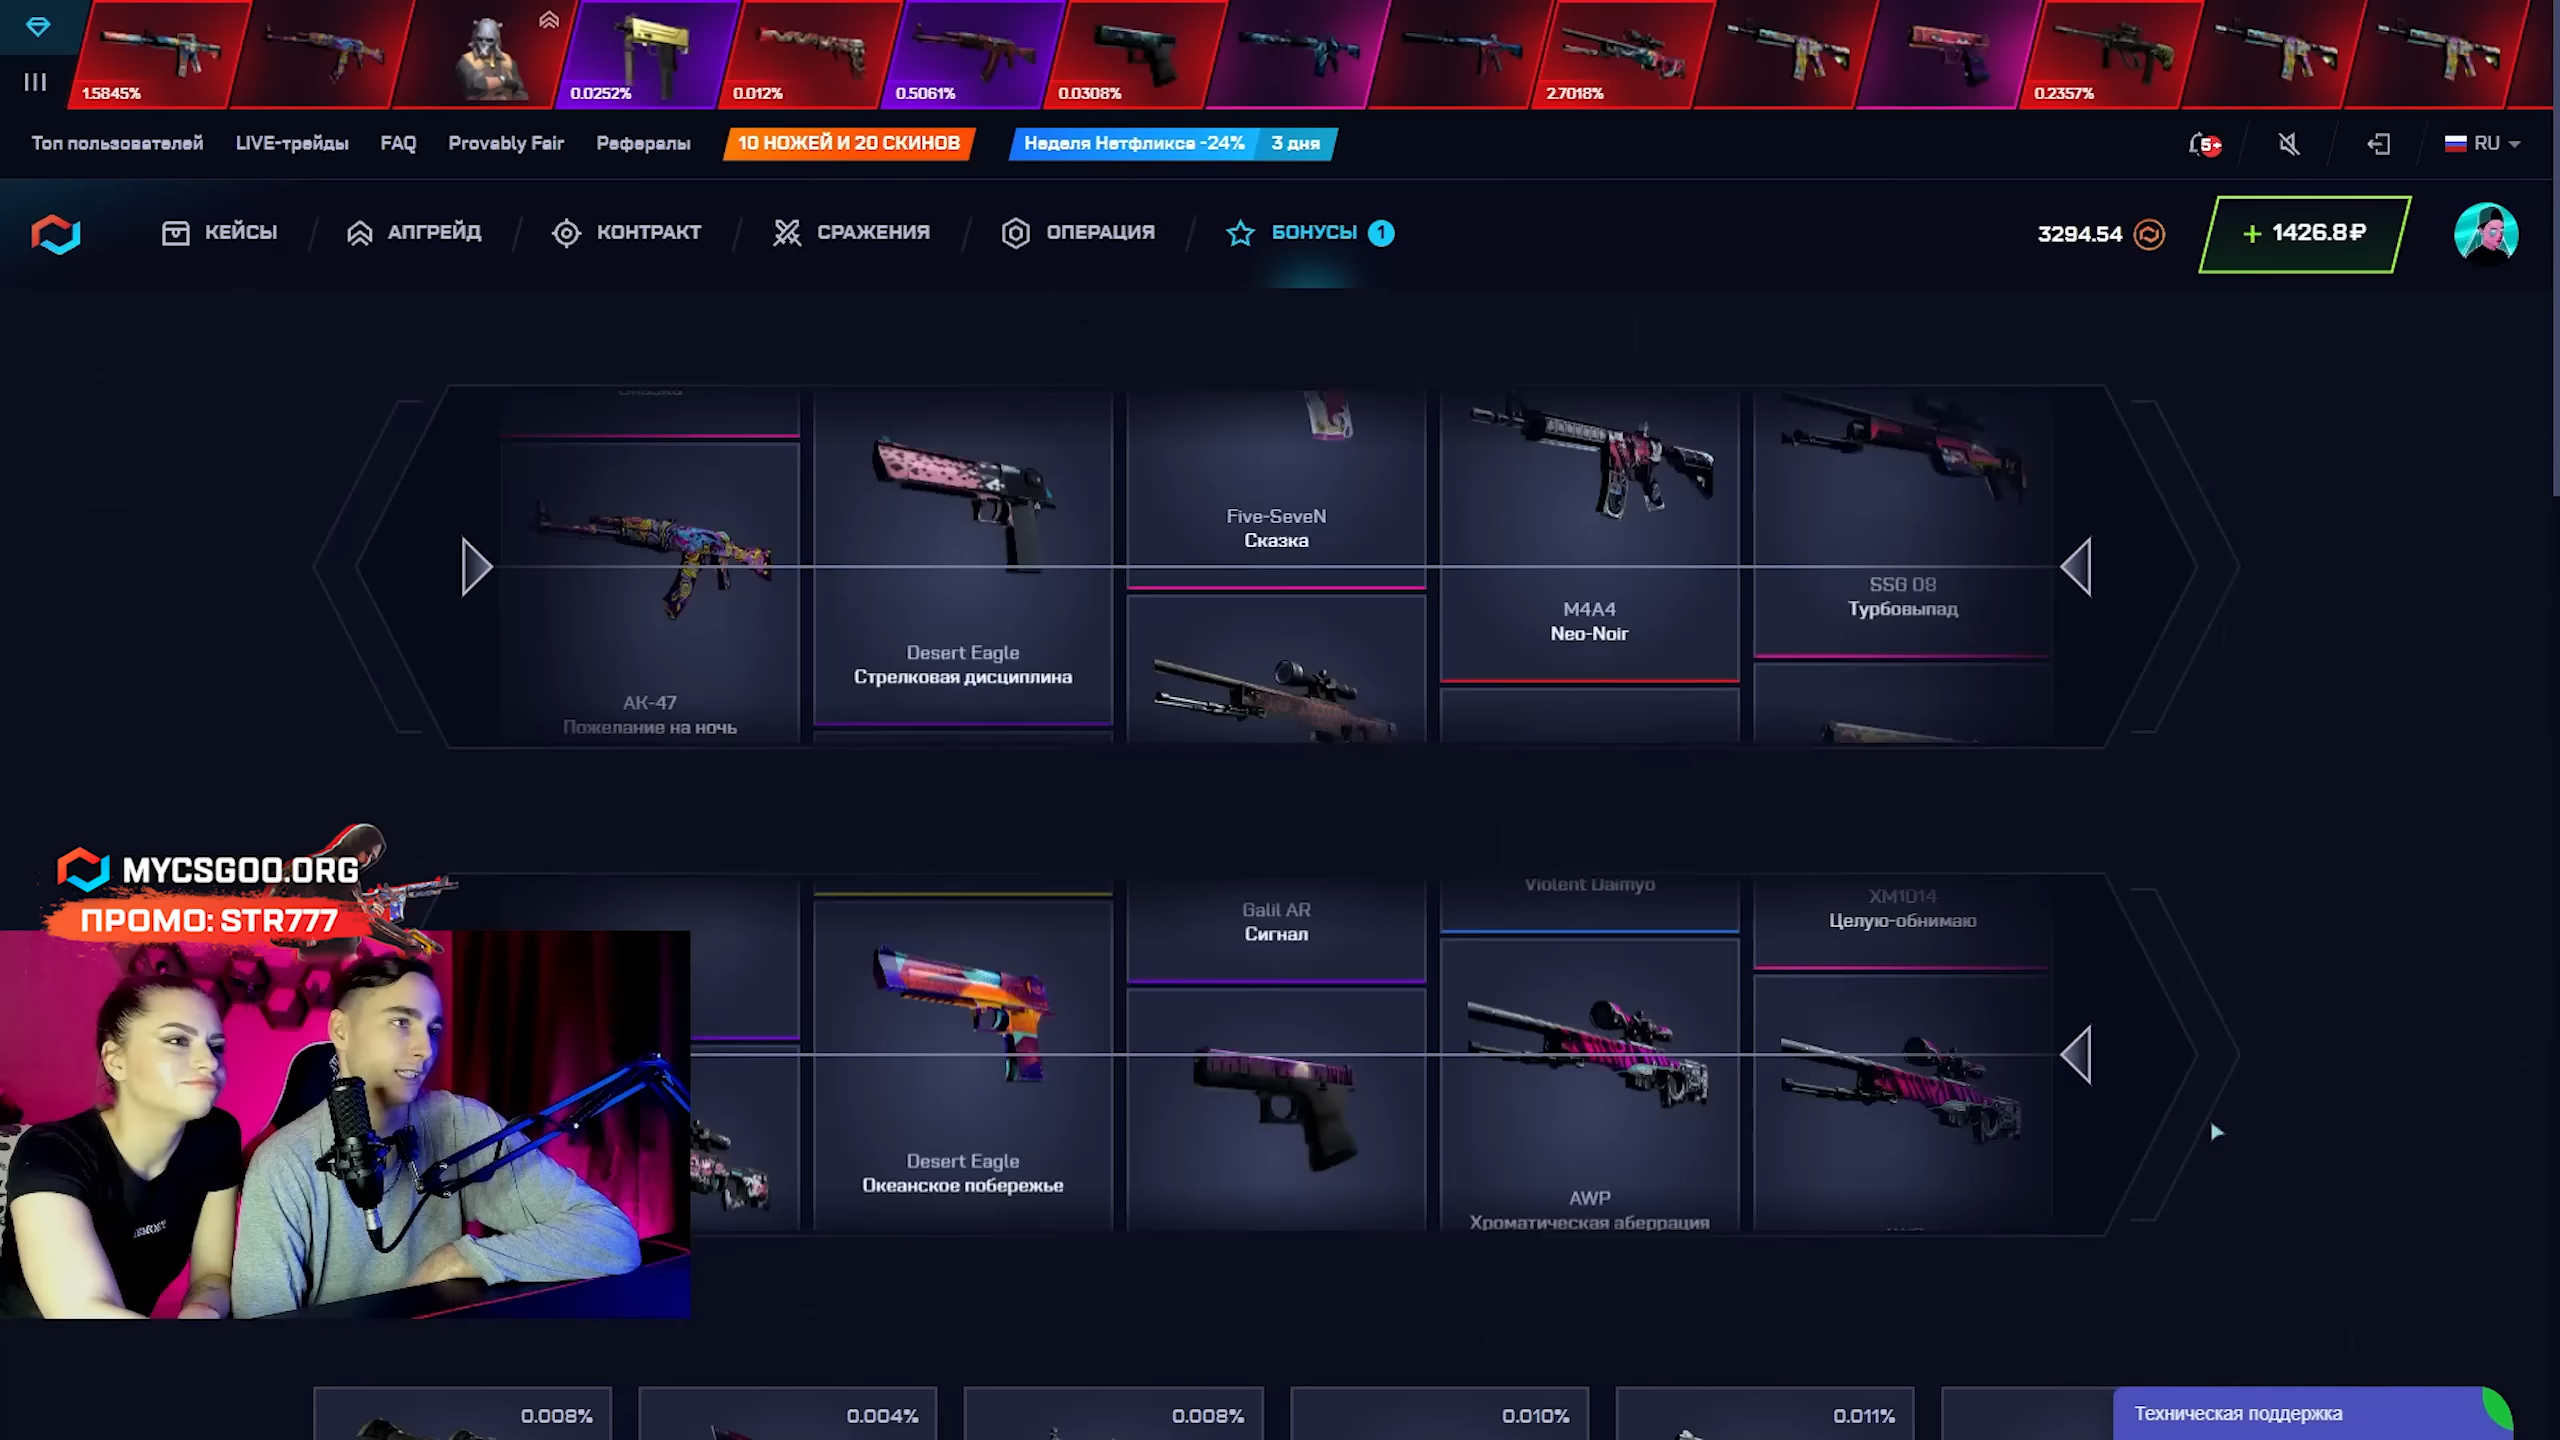 1.5845%
0.0252%
0.012%
0.5061%
0.0308%
2.7018%
0.2357%
Топ пользователей
LIVE-трейды
FAQ
Provably Fair
Рефералы
10 НОЖЕЙ И 20 СКИНОВ
Неделя Нетфликса -24%
3 дня
5+
RU
КЕЙСЫ
АПГРЕЙД
КОНТРАКТ
СРАЖЕНИЯ
ОПЕРАЦИЯ
БОНУСЫ 1
3294.54
+ 1426.8₽
AK-47
Пожелание на ночь
Desert Eagle
Стрелковая дисциплина
Five-SeveN
Сказка
M4A4
Neo-Noir
SSG 08
Турбовыпад
MYCSGOO.ORG
ПРОМО: STR777
Desert Eagle
Океанское побережье
Galil AR
Сигнал
Violent Daimyo
AWP
Хроматическая аберрация
XM1014
Целую-обнимаю
0.008%
0.004%
0.008%
0.010%
0.011%
Техническая поддержка